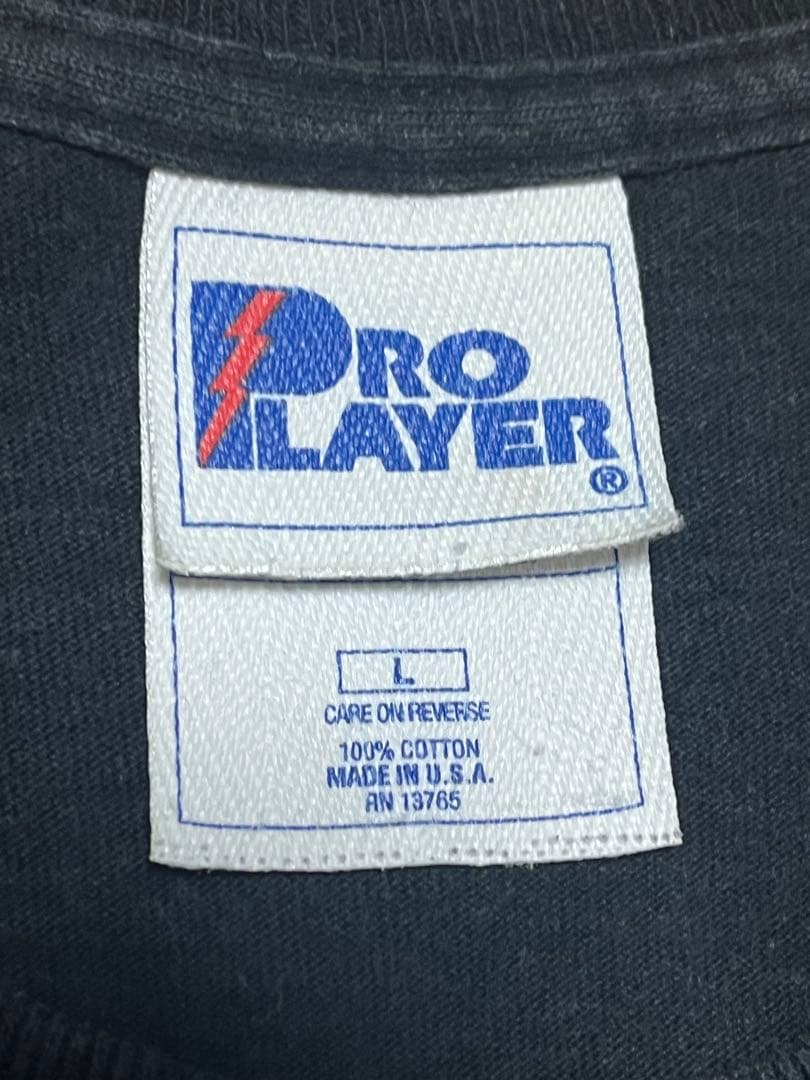 PRO
PLAYER
®
L
CARE ON REVERSE
100% COTTON
MADE IN U.S.A.
RN 13765